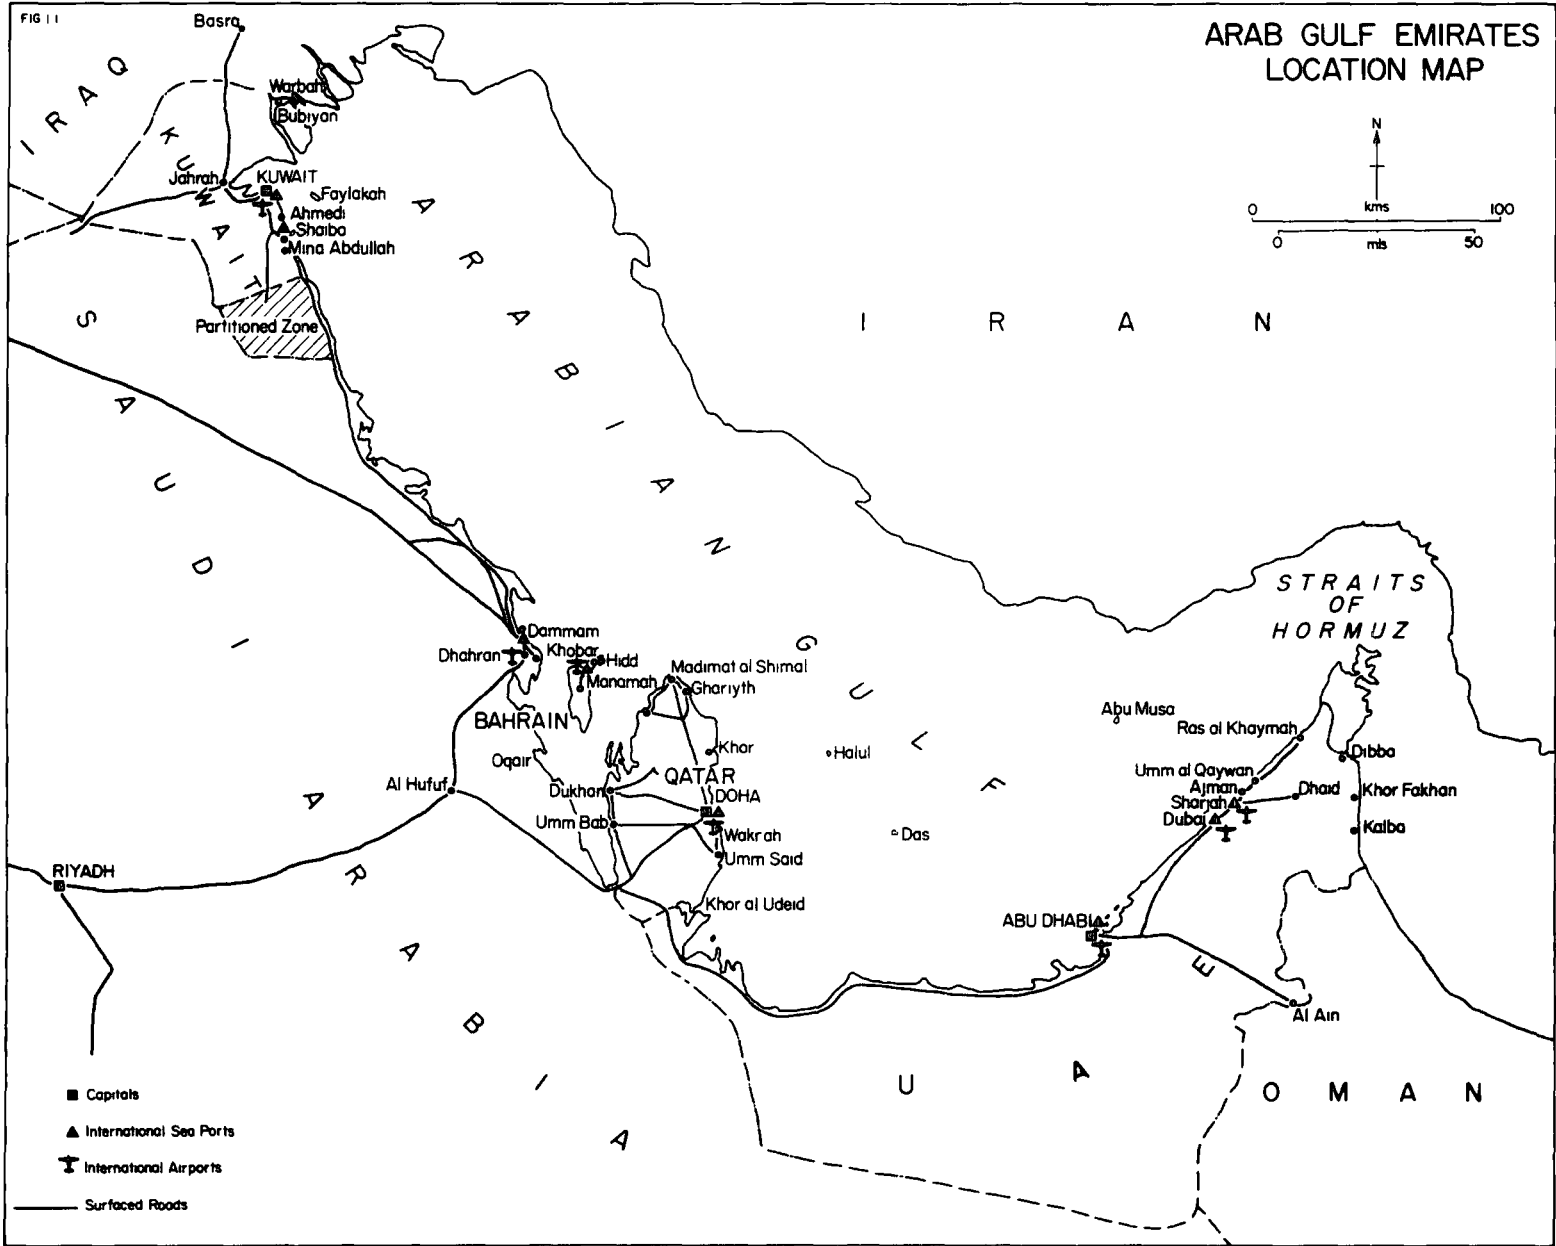 FIG 11
ARAB GULF EMIRATES
LOCATION MAP
N
0 kms 100
0 mls 50
Basra
IRAQ
Warbah
Bubiyan
KUWAIT
Jahrah
KUWAIT
Faylakah
Ahmedi
Shaiba
Mina Abdullah
Partitioned Zone
ARABIAN GULF
IRAN
SAUDI ARABIA
STRAITS
OF
HORMUZ
Dammam
Dhahran
Khobar
Hidd
Manamah
Madimat al Shimal
Ghariyth
BAHRAIN
Oqair
Khor
Halul
Abu Musa
Ras al Khaymah
Dibba
QATAR
Al Hufuf
Dukhan
DOHA
Umm al Qaywan
Ajman
Dhaid
Khor Fakhan
Sharjah
Dubai
Umm Bab
Wakrah
Das
Kalba
Umm Said
RIYADH
Khor al Udeid
ABU DHABI
Al Ain
U A E
OMAN
Capitals
International Sea Ports
International Airports
Surfaced Roads